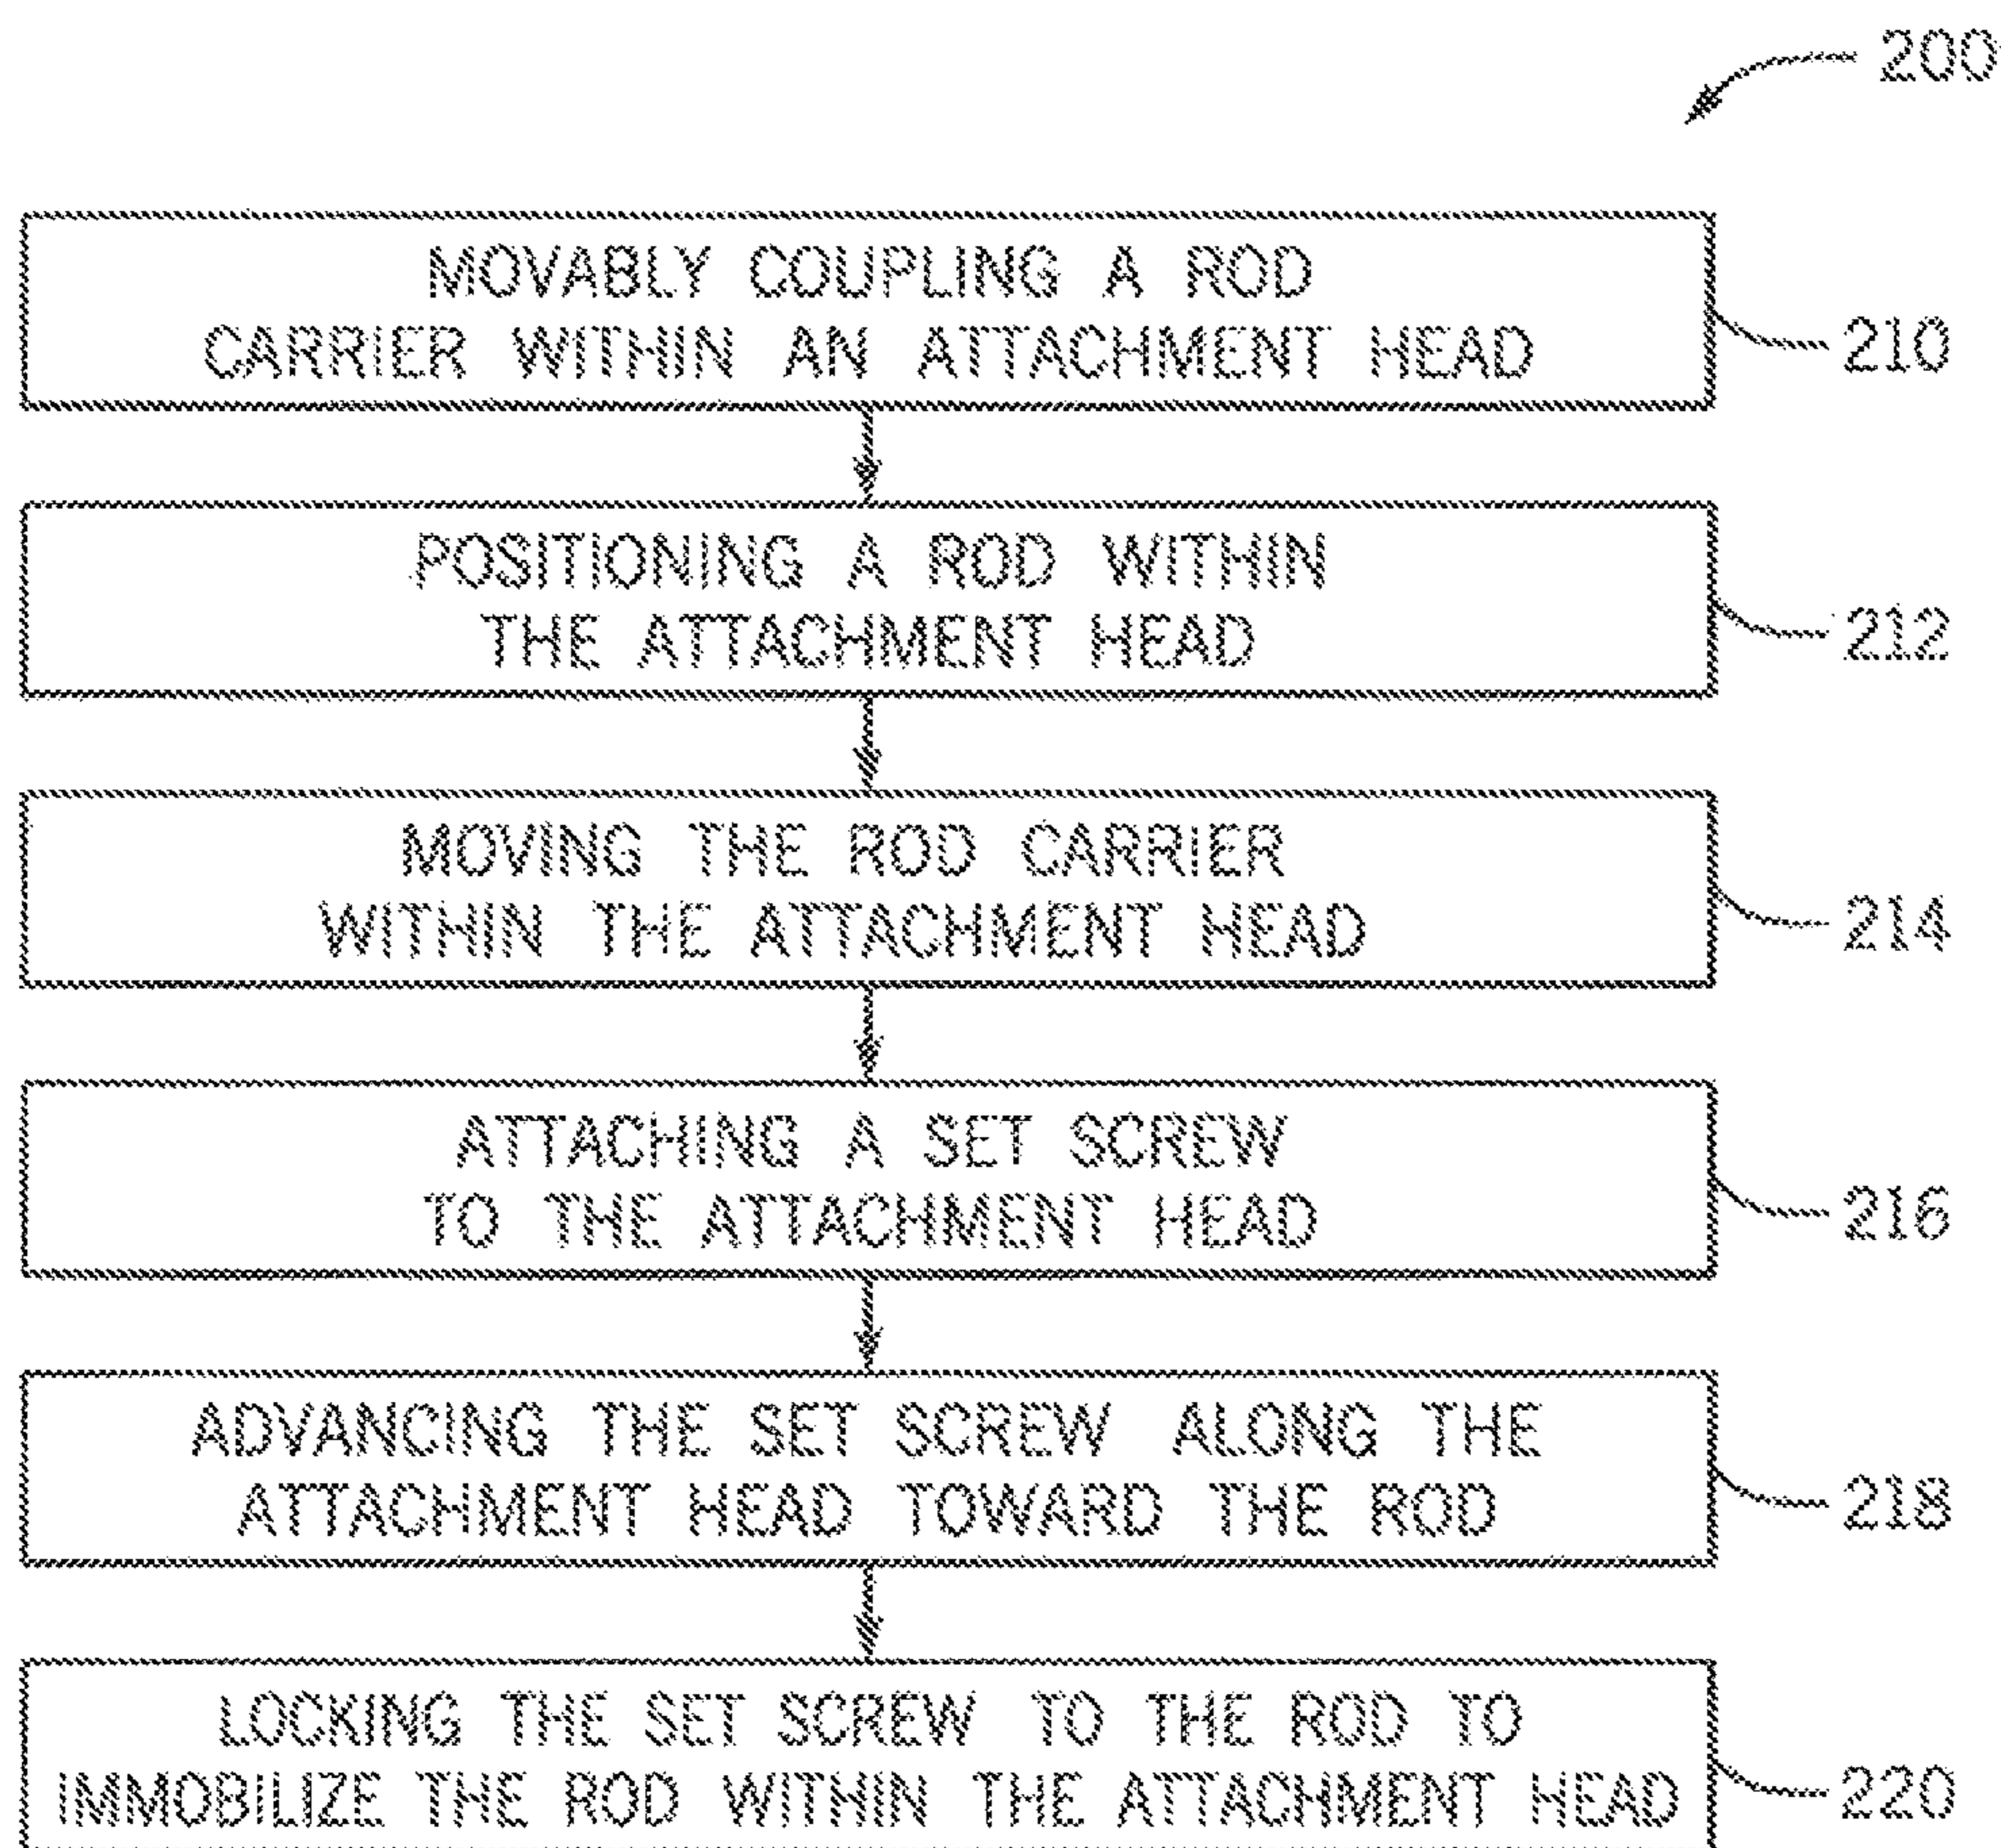 200
MOVABLY COUPLING A ROD
CARRIER WITHIN AN ATTACHMENT HEAD
210
POSITIONING A ROD WITHIN
THE ATTACHMENT HEAD
212
MOVING THE ROD CARRIER
WITHIN THE ATTACHMENT HEAD
214
ATTACHING A SET SCREW
TO THE ATTACHMENT HEAD
216
ADVANCING THE SET SCREW ALONG THE
ATTACHMENT HEAD TOWARD THE ROD
218
LOCKING THE SET SCREW TO THE ROD TO
IMMOBILIZE THE ROD WITHIN THE ATTACHMENT HEAD
220